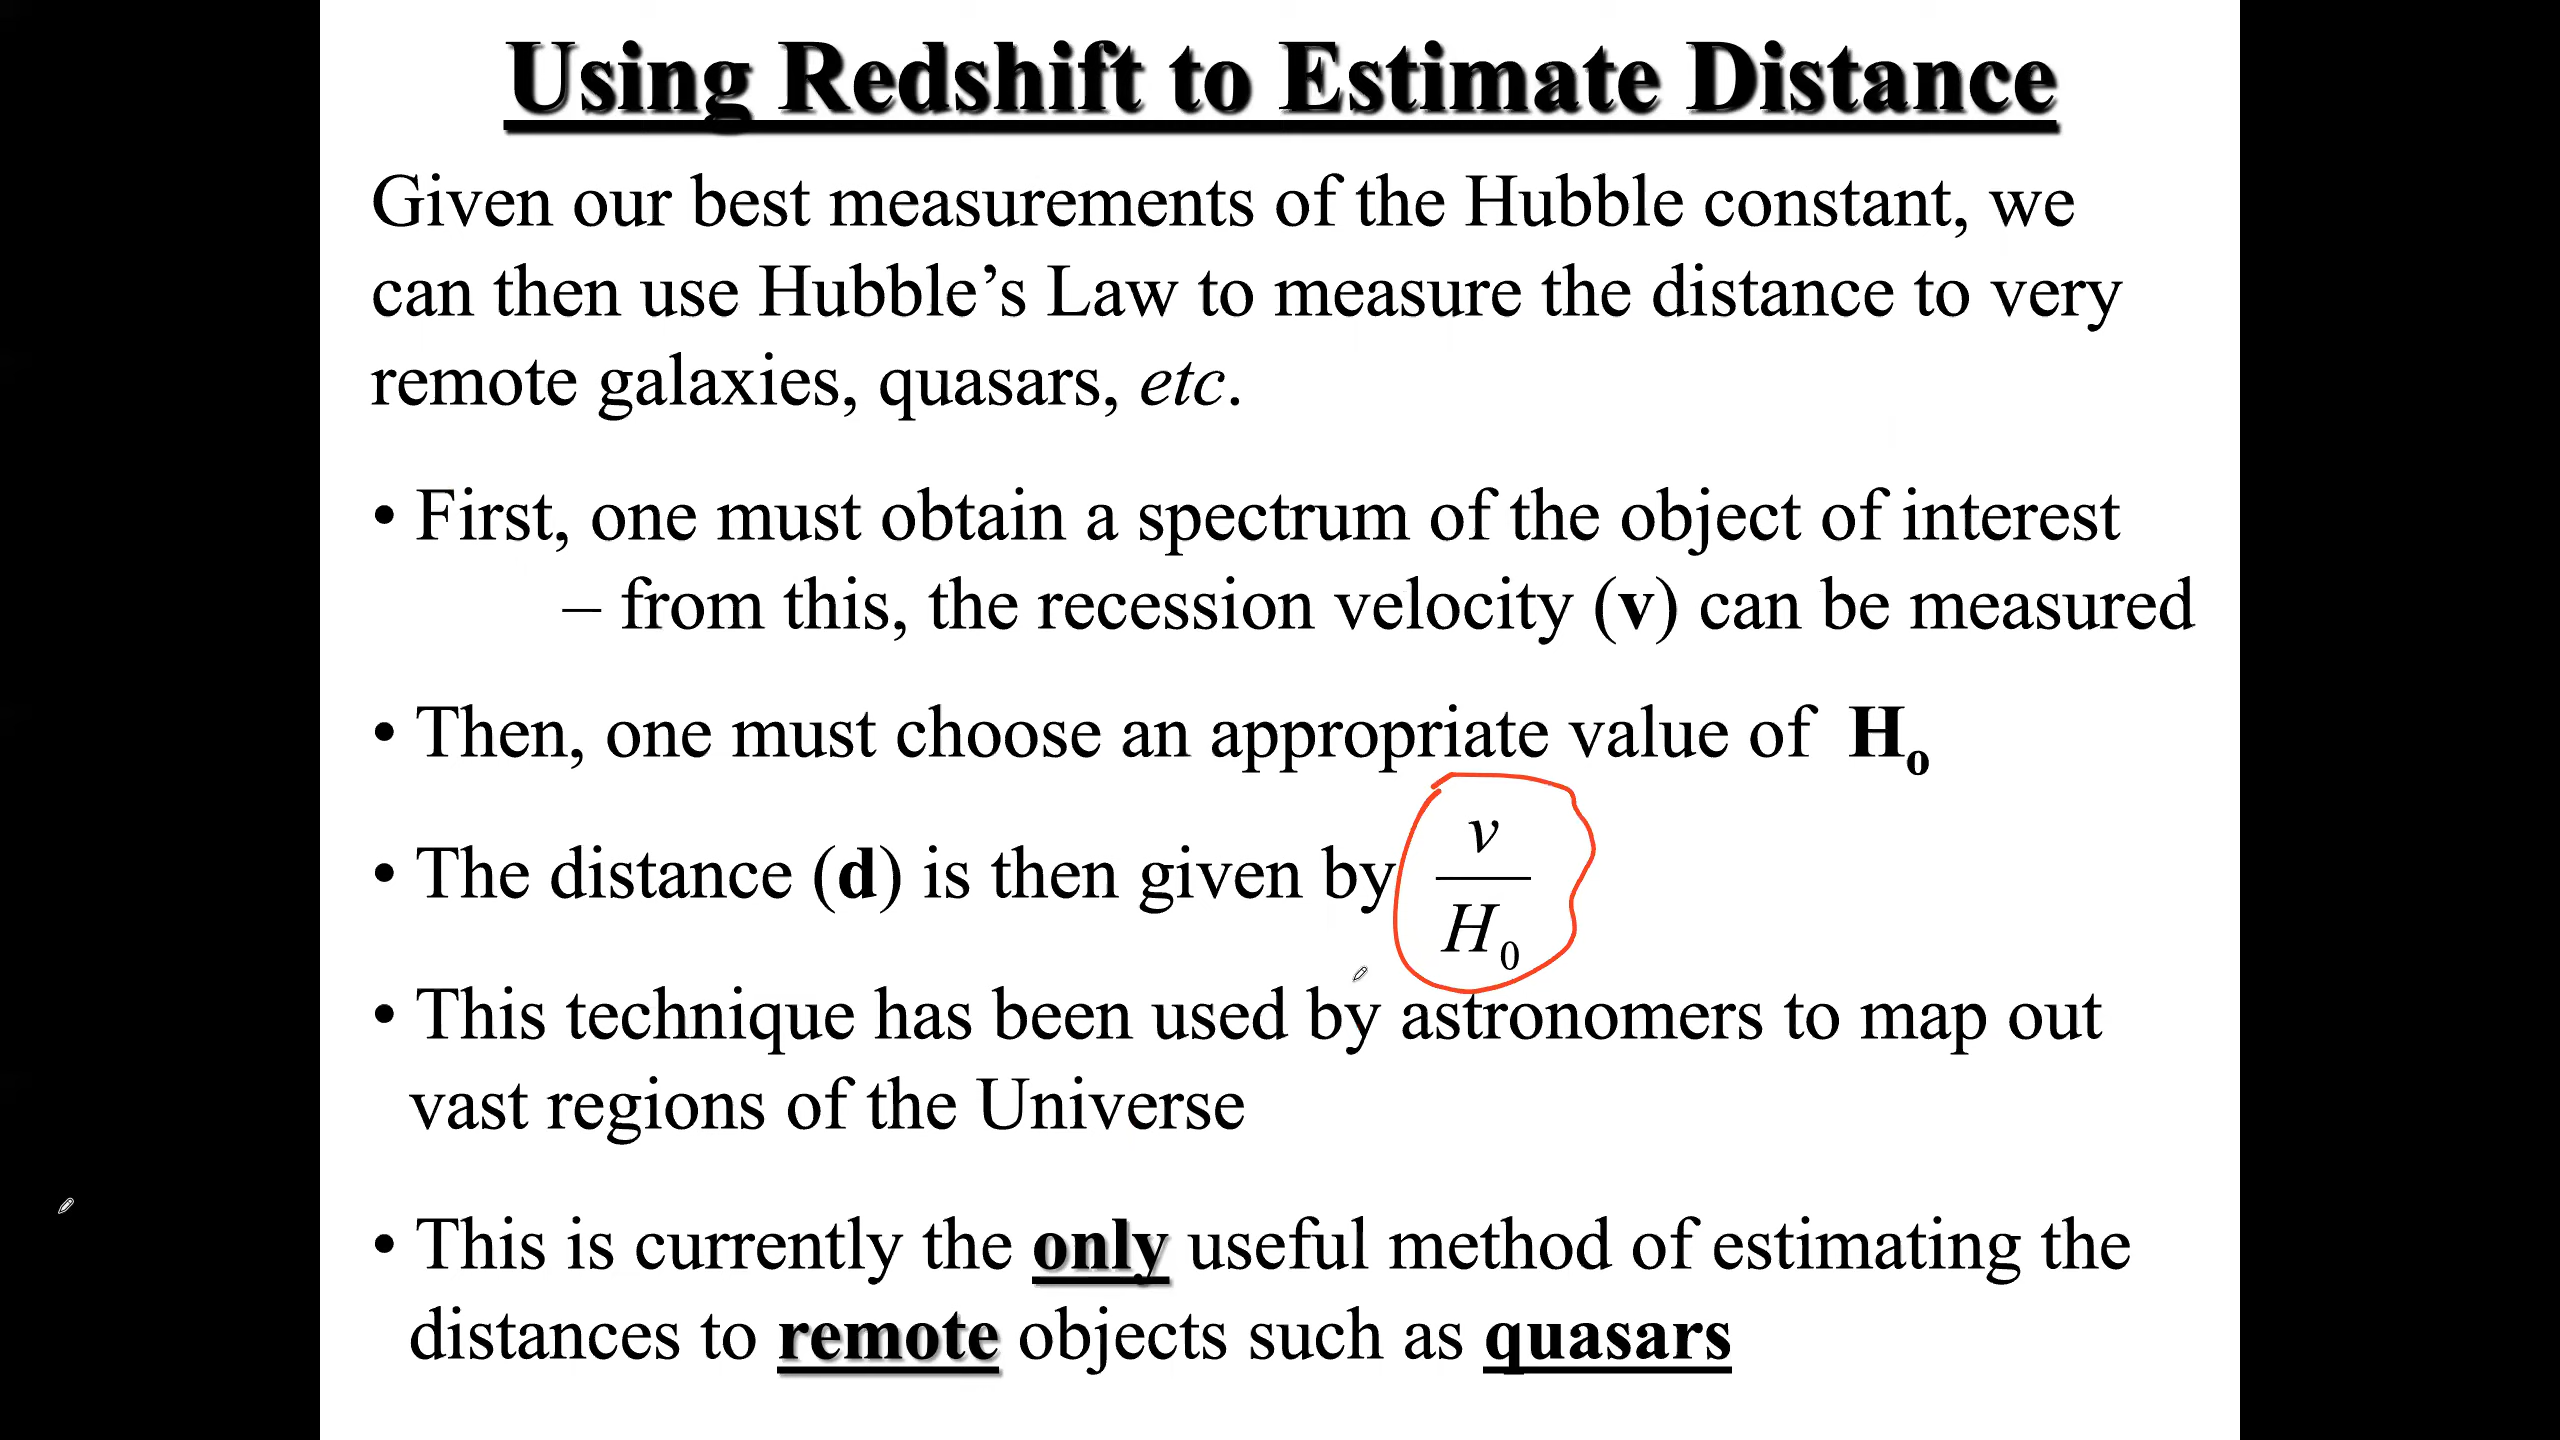 Using Redshift to Estimate Distance
Given our best measurements of the Hubble constant, we
can then use Hubble’s Law to measure the distance to very
remote galaxies, quasars, etc.
• First, one must obtain a spectrum of the object of interest
– from this, the recession velocity (v) can be measured
• Then, one must choose an appropriate value of H₀
• The distance (d) is then given by v / H₀
• This technique has been used by astronomers to map out
vast regions of the Universe
• This is currently the only useful method of estimating the
distances to remote objects such as quasars